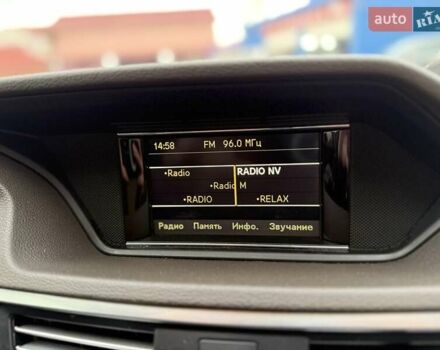 auto RIA
14:58 FM 96.0 МГц
•Radio RADIO NV
•Radio M
•RADIO •RELAX
Радио Память Инфо. Звучание